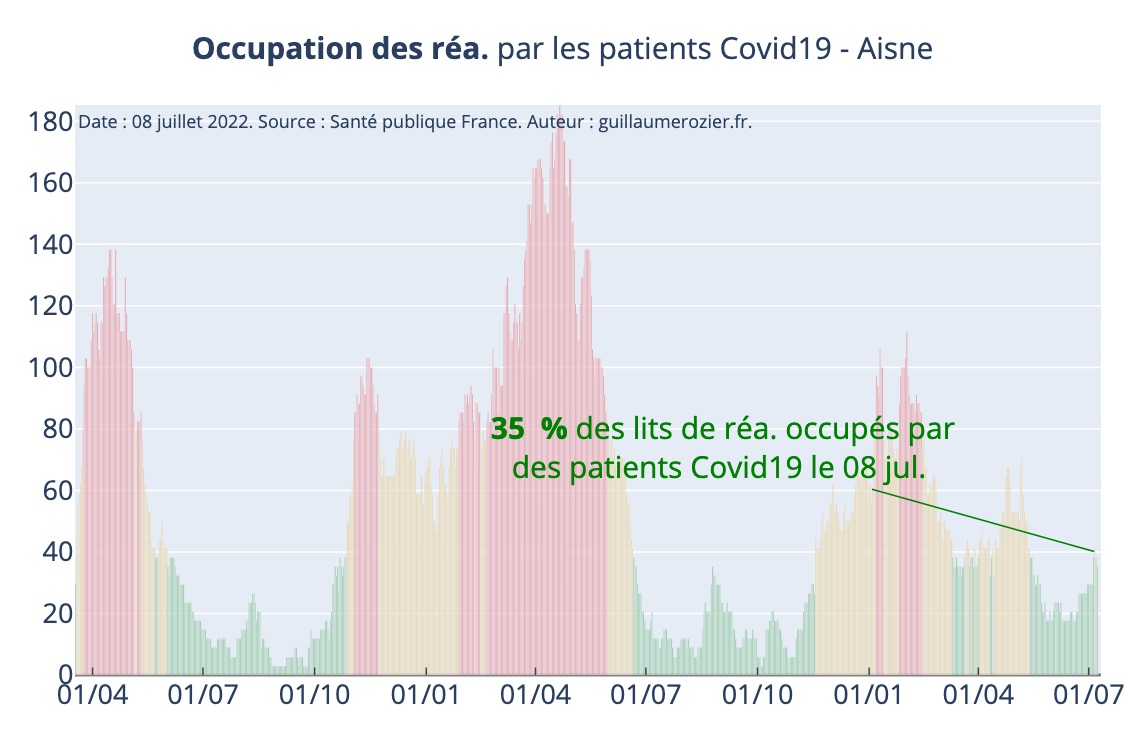 Occupation des réa. par les patients Covid19 - Aisne
180
Date : 08 juillet 2022. Source : Santé publique France. Auteur : guillaumerozier.fr.
160
140
120
100
80
35 % des lits de réa. occupés par
des patients Covid19 le 08 jul.
60
40
20
0
01/04 01/07 01/10 01/01 01/04 01/07 01/10 01/01 01/04 01/07